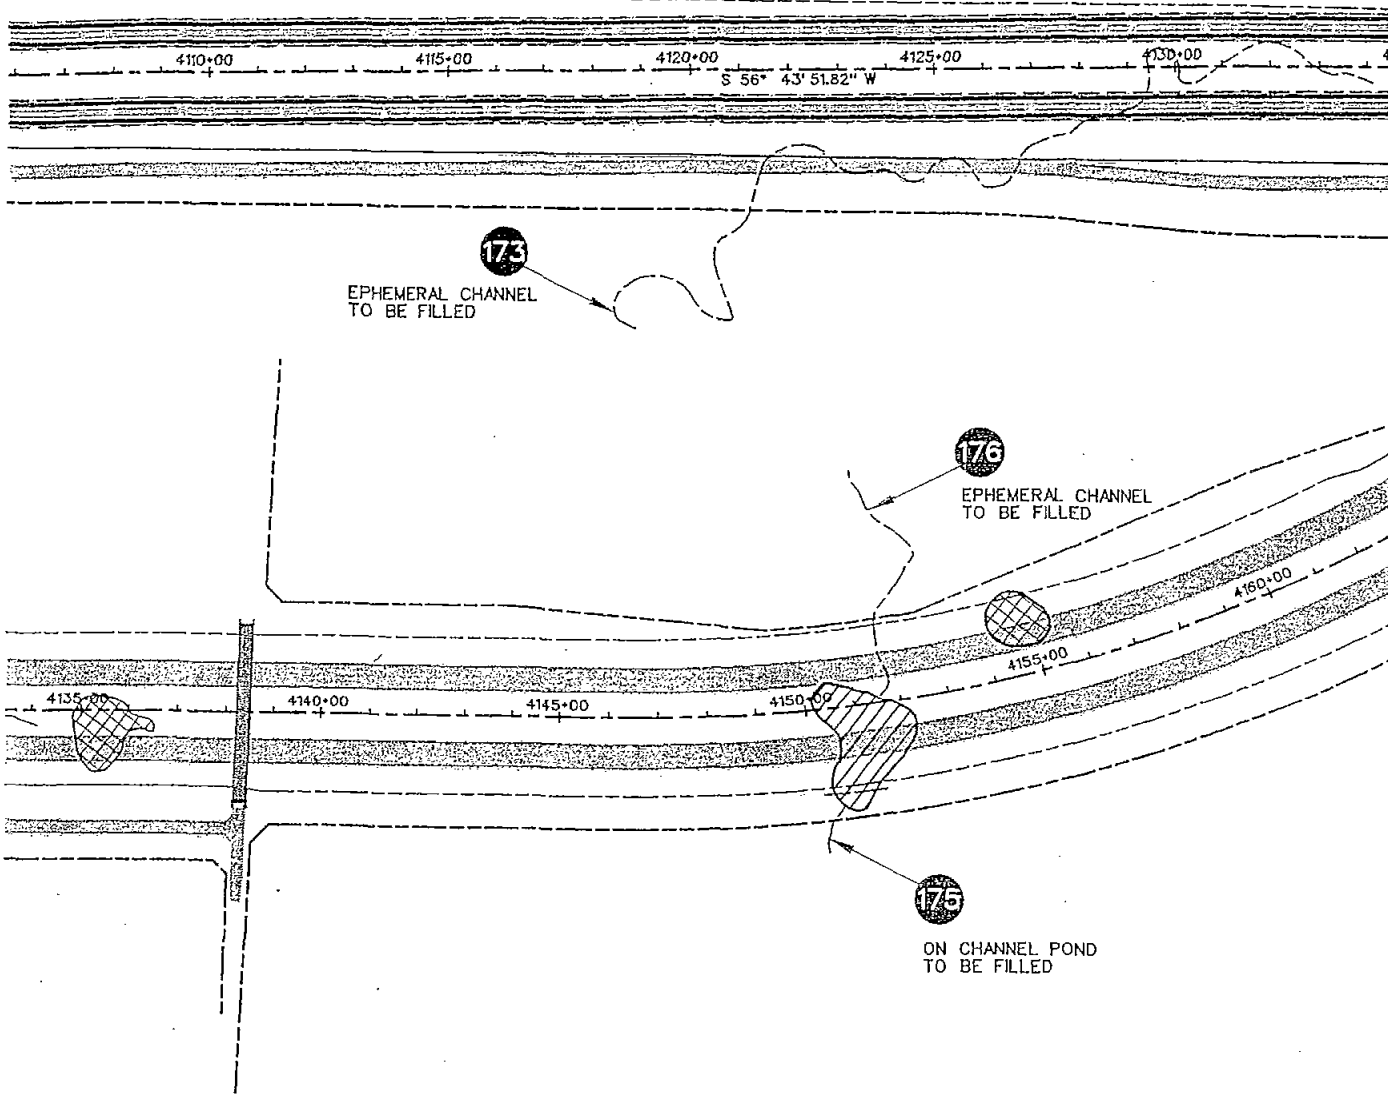 4110+00
4115+00
4120+00
4125+00
4130+00
S 56° 43' 51.82" W
173
EPHEMERAL CHANNEL
TO BE FILLED
176
EPHEMERAL CHANNEL
TO BE FILLED
4160+00
4155+00
4135+00
4140+00
4145+00
4150+00
175
ON CHANNEL POND
TO BE FILLED